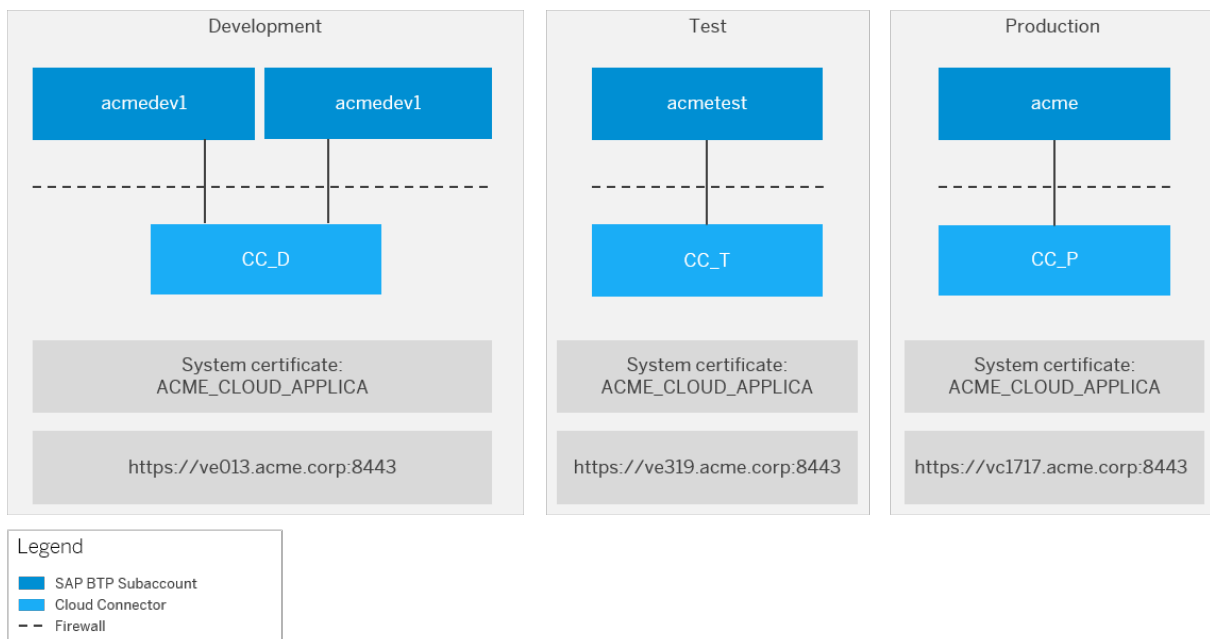 Development
acmedev1
acmedev1
CC_D
System certificate:
ACME_CLOUD_APPLICA
https://ve013.acme.corp:8443
Test
acmetest
CC_T
System certificate:
ACME_CLOUD_APPLICA
https://ve319.acme.corp:8443
Production
acme
CC_P
System certificate:
ACME_CLOUD_APPLICA
https://vc1717.acme.corp:8443
Legend
SAP BTP Subaccount
Cloud Connector
Firewall